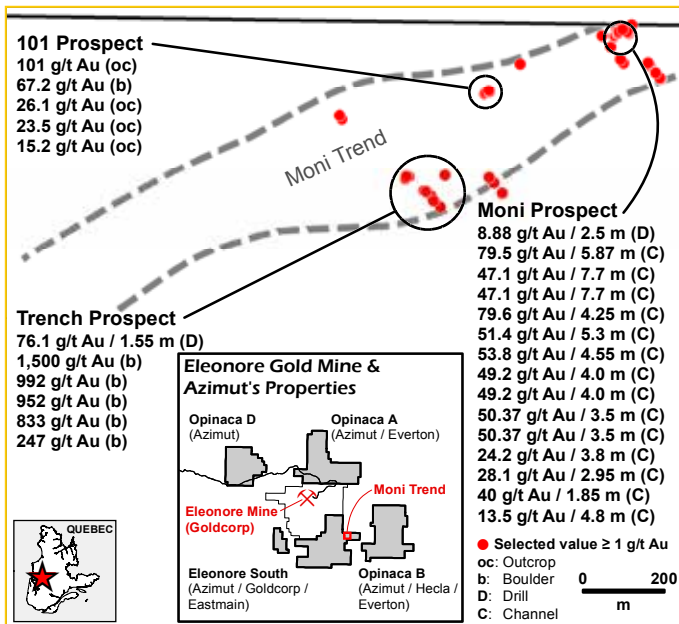 101 Prospect
101 g/t Au (oc)
67.2 g/t Au (b)
26.1 g/t Au (oc)
23.5 g/t Au (oc)
15.2 g/t Au (oc)
Moni Trend
Moni Prospect
8.88 g/t Au / 2.5 m (D)
79.5 g/t Au / 5.87 m (C)
47.1 g/t Au / 7.7 m (C)
47.1 g/t Au / 7.7 m (C)
79.6 g/t Au / 4.25 m (C)
51.4 g/t Au / 5.3 m (C)
53.8 g/t Au / 4.55 m (C)
49.2 g/t Au / 4.0 m (C)
49.2 g/t Au / 4.0 m (C)
50.37 g/t Au / 3.5 m (C)
50.37 g/t Au / 3.5 m (C)
24.2 g/t Au / 3.8 m (C)
28.1 g/t Au / 2.95 m (C)
40 g/t Au / 1.85 m (C)
13.5 g/t Au / 4.8 m (C)
Trench Prospect
76.1 g/t Au / 1.55 m (D)
1,500 g/t Au (b)
992 g/t Au (b)
952 g/t Au (b)
833 g/t Au (b)
247 g/t Au (b)
Eleonore Gold Mine &
Azimut's Properties
Opinaca D
(Azimut)
Opinaca A
(Azimut / Everton)
Moni Trend
Eleonore Mine
(Goldcorp)
Eleonore South
(Azimut / Goldcorp /
Eastmain)
Opinaca B
(Azimut / Hecla /
Everton)
QUEBEC
Selected value ≥ 1 g/t Au
oc: Outcrop
b: Boulder
D: Drill
C: Channel
0 200
m